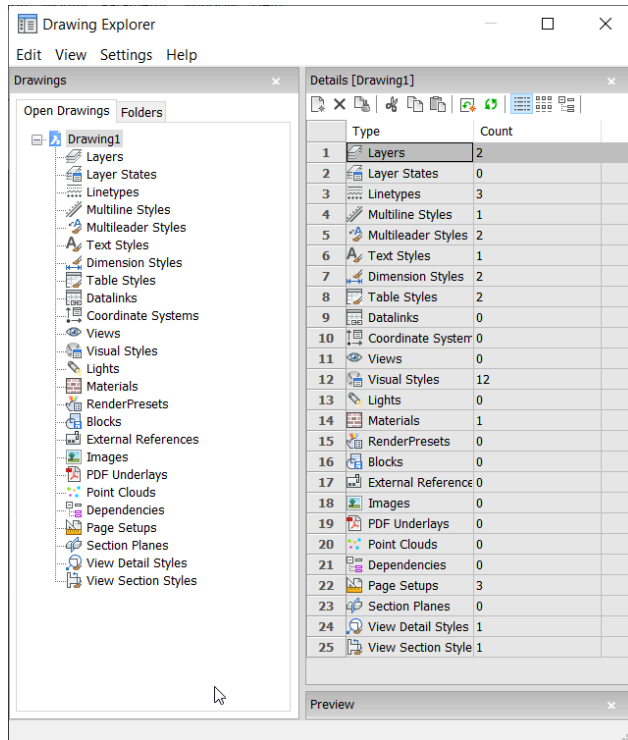 Drawing Explorer
Edit View Settings Help
Drawings
Open Drawings Folders
Drawing1
Layers
Layer States
Linetypes
Multiline Styles
Multileader Styles
Text Styles
Dimension Styles
Table Styles
Datalinks
Coordinate Systems
Views
Visual Styles
Lights
Materials
RenderPresets
Blocks
External References
Images
PDF Underlays
Point Clouds
Dependencies
Page Setups
Section Planes
View Detail Styles
View Section Styles
Details [Drawing1]
Type Count
1 Layers 2
2 Layer States 0
3 Linetypes 3
4 Multiline Styles 1
5 Multileader Styles 2
6 Text Styles 1
7 Dimension Styles 2
8 Table Styles 2
9 Datalinks 0
10 Coordinate System 0
11 Views 0
12 Visual Styles 12
13 Lights 0
14 Materials 1
15 RenderPresets 0
16 Blocks 0
17 External Reference 0
18 Images 0
19 PDF Underlays 0
20 Point Clouds 0
21 Dependencies 0
22 Page Setups 3
23 Section Planes 0
24 View Detail Styles 1
25 View Section Style 1
Preview